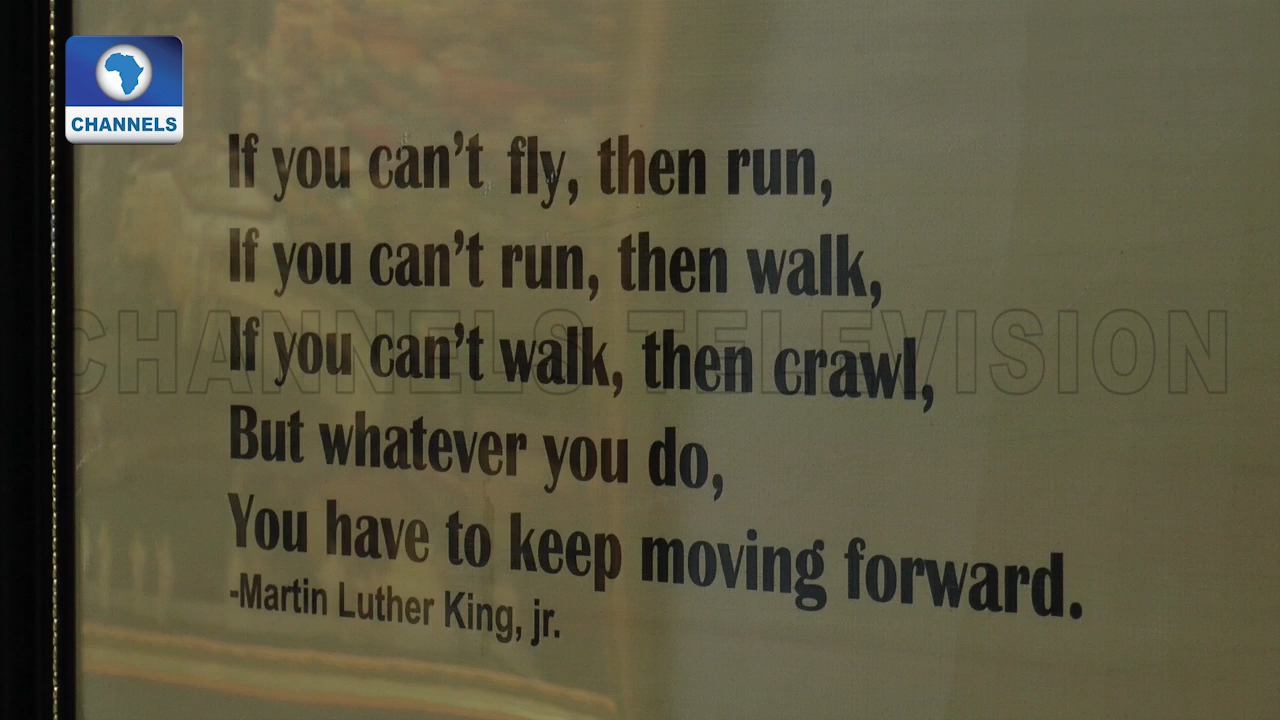 CHANNELS
If you can't fly, then run,
If you can't run, then walk,
CHANNELS TELEVISION
If you can't walk, then crawl,
But whatever you do,
You have to keep moving forward.
-Martin Luther King, jr.